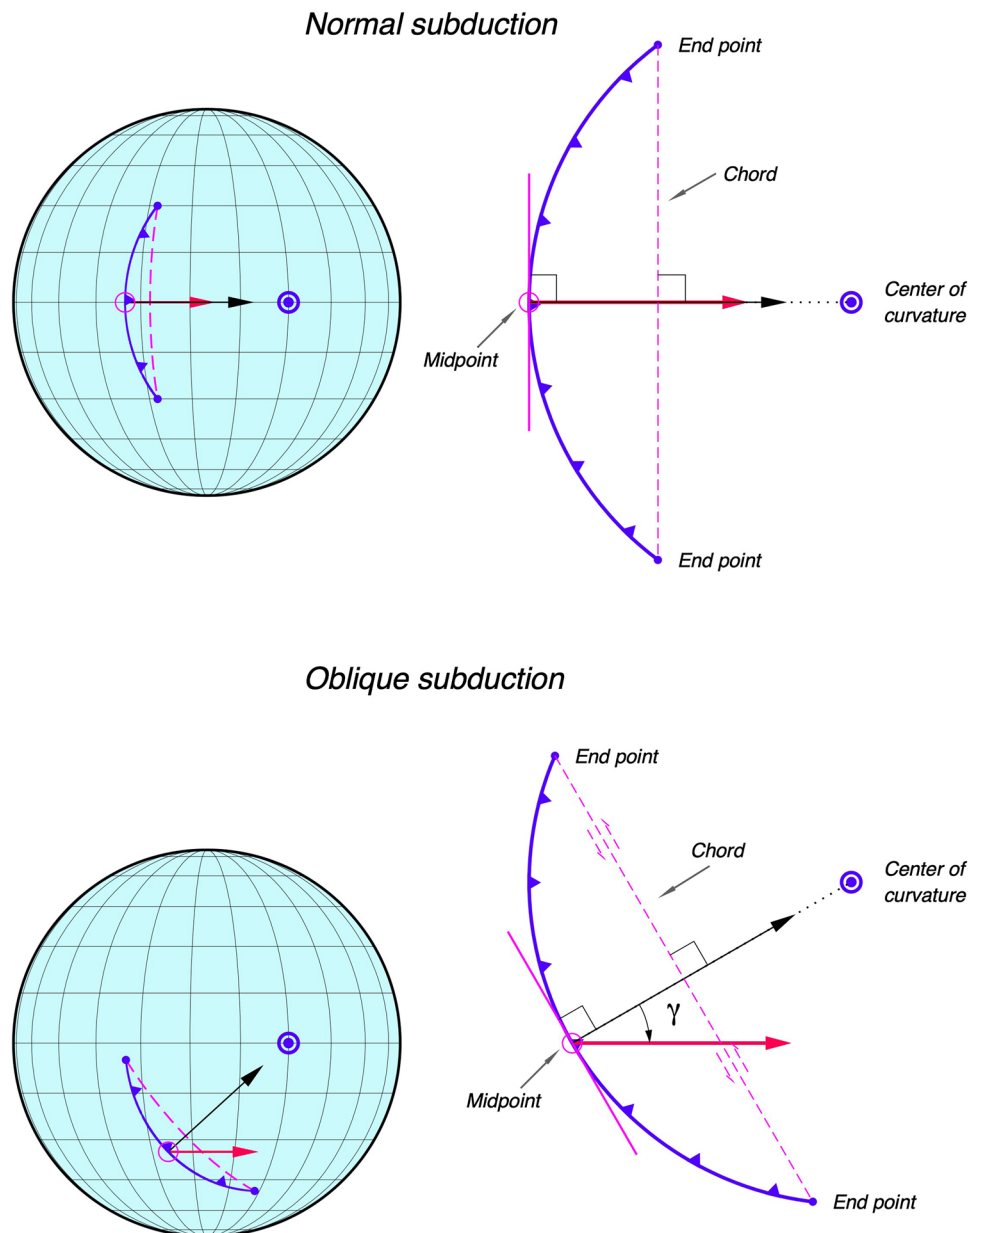 Normal subduction
End point
Chord
Center of
curvature
Midpoint
End point
Oblique subduction
End point
Chord
Center of
curvature
γ
Midpoint
End point